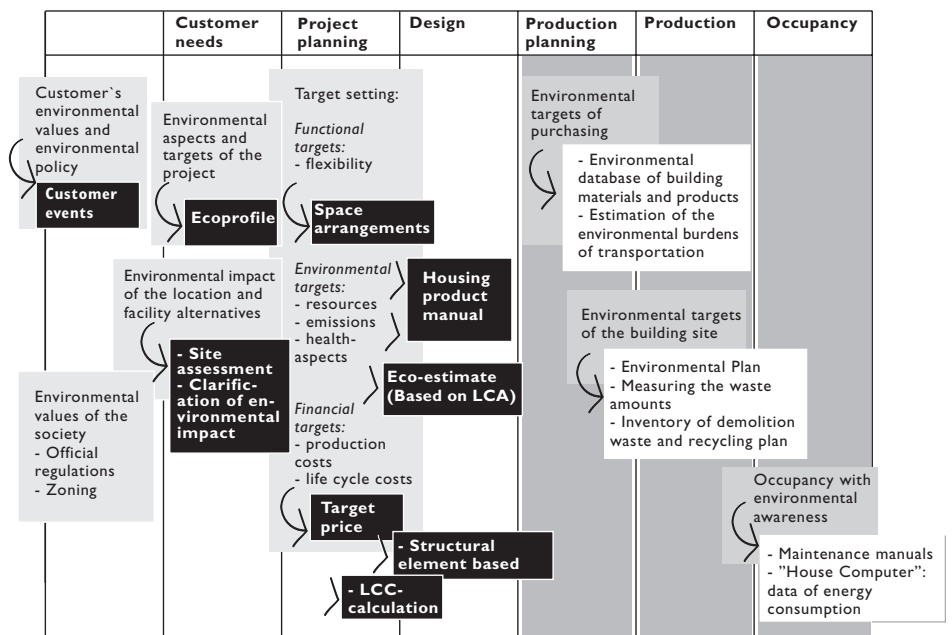 Customer needs
Project planning
Design
Production planning
Production
Occupancy
Customer`s
environmental
values and
environmental
policy
Customer
events
Environmental
values of the
society
- Official
regulations
- Zoning
Environmental
aspects and
targets of the
project
Ecoprofile
Environmental impact
of the location and
facility alternatives
- Site
assessment
- Clarific-
ation of en-
vironmental
impact
Target setting:
Functional
targets:
- flexibility
Space
arrangements
Environmental
targets:
- resources
- emissions
- health-
aspects
Housing
product
manual
Eco-estimate
(Based on LCA)
Financial
targets:
- production
costs
- life cycle costs
Target
price
- Structural
element based
- LCC-
calculation
Environmental
targets of
purchasing
- Environmental
database of building
materials and products
- Estimation of the
environmental burdens
of transportation
Environmental targets
of the building site
- Environmental Plan
- Measuring the waste
amounts
- Inventory of demolition
waste and recycling plan
Occupancy with
environmental
awareness
- Maintenance manuals
- ”House Computer”:
data of energy
consumption